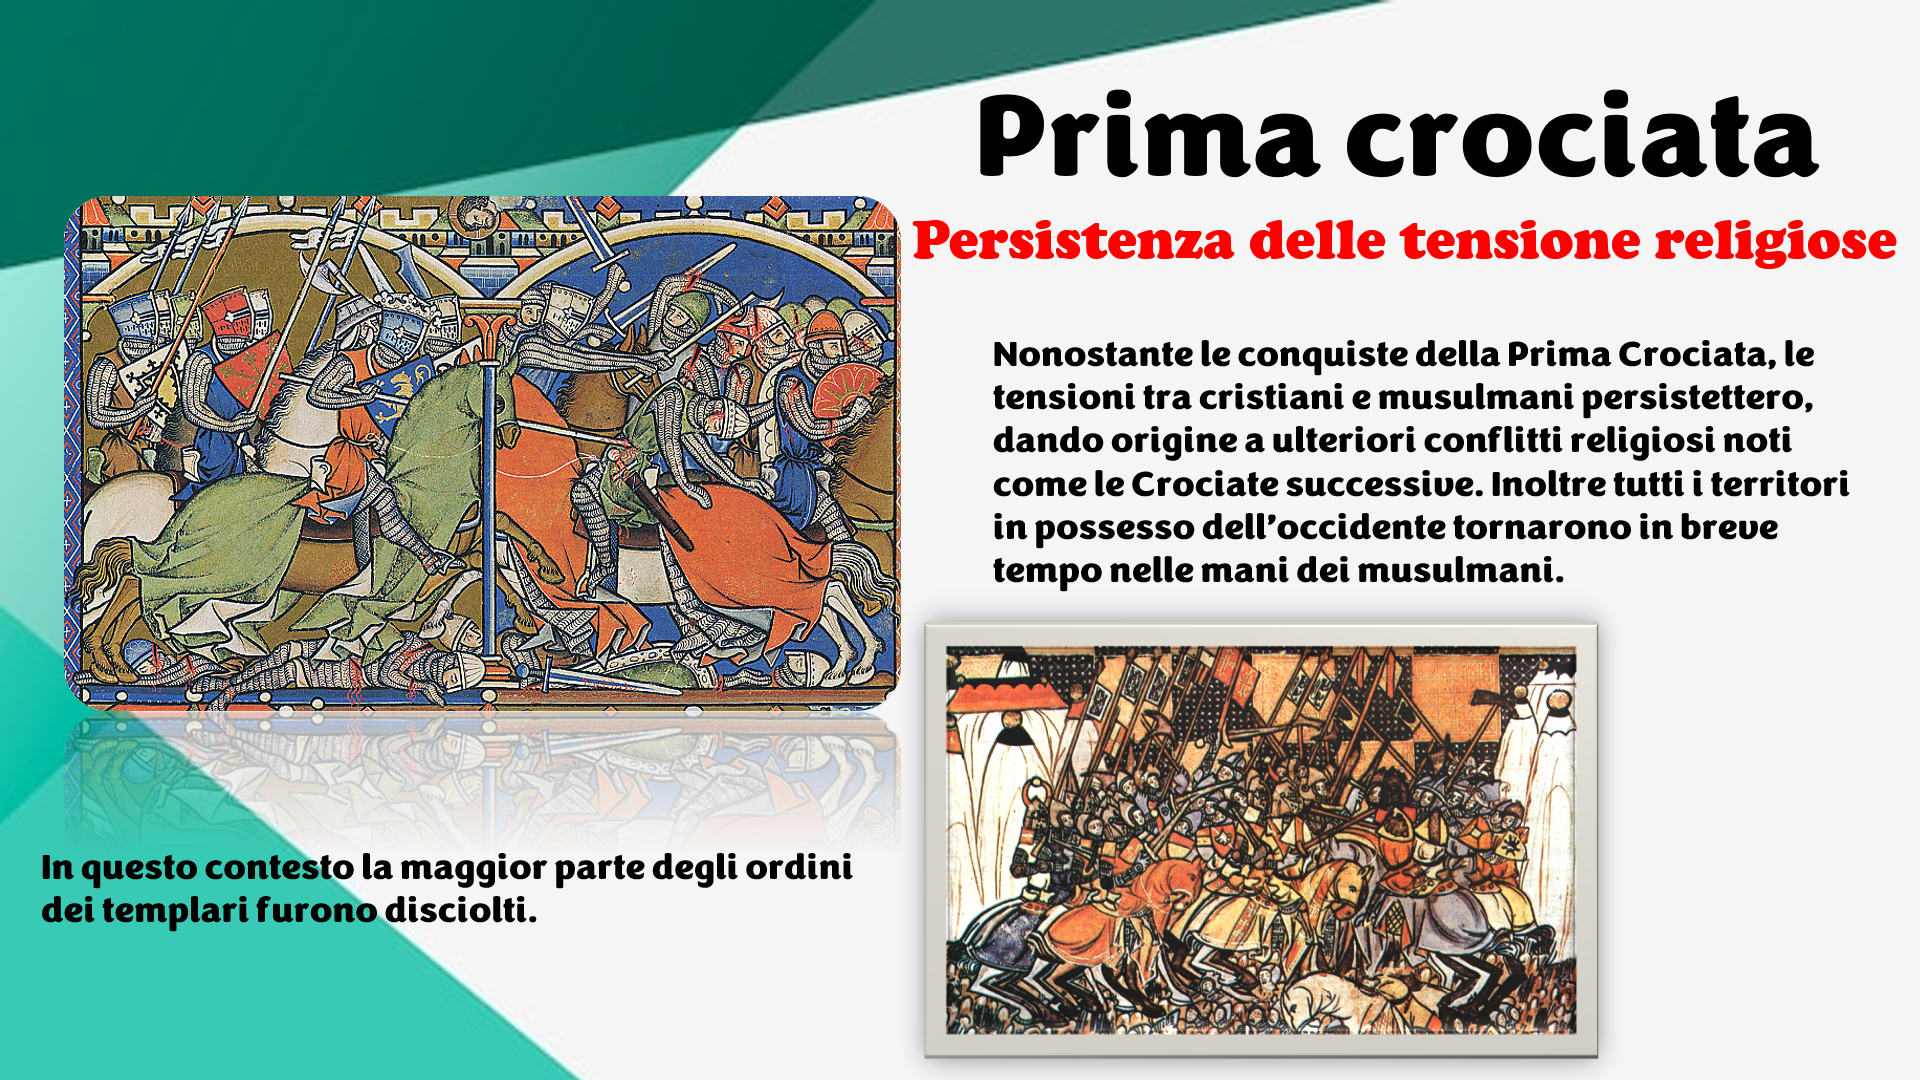 Prima crociata
Persistenza delle tensione religiose
Nonostante le conquiste della Prima Crociata, le
tensioni tra cristiani e musulmani persistettero,
dando origine a ulteriori conflitti religiosi noti
come le Crociate successive. Inoltre tutti i territori
in possesso dell’occidente tornarono in breve
tempo nelle mani dei musulmani.
In questo contesto la maggior parte degli ordini
dei templari furono disciolti.